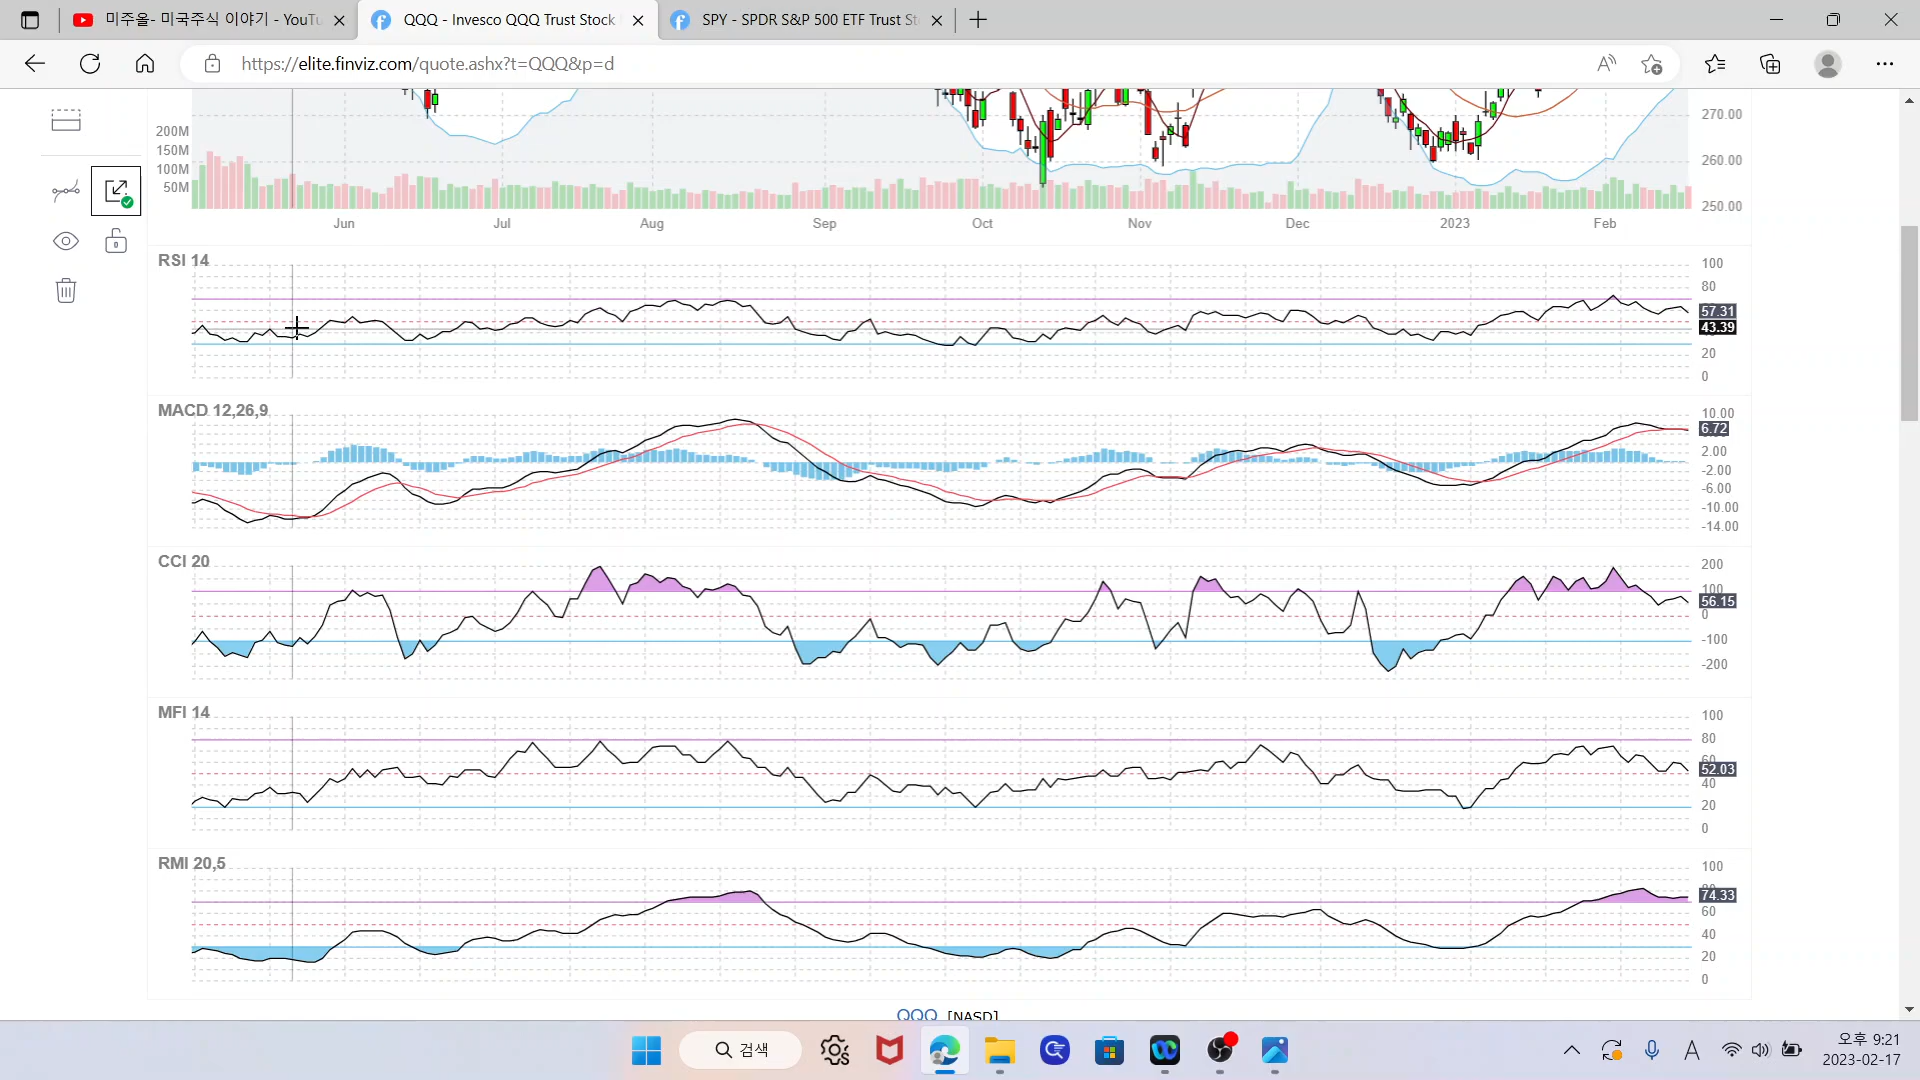 미주올- 미국주식 이야기 - YouTu
QQQ - Invesco QQQ Trust Stock
SPY - SPDR S&P 500 ETF Trust St
https://elite.finviz.com/quote.ashx?t=QQQ&p=d
270.00
260.00
250.00
200M
150M
100M
50M
Jun Jul Aug Sep Oct Nov Dec 2023 Feb
RSI 14
100
80
57.31
43.39
20
0
MACD 12,26,9
10.00
6.72
2.00
-2.00
-6.00
-10.00
-14.00
CCI 20
200
100
56.15
0
-100
-200
MFI 14
100
80
60
52.03
40
20
0
RMI 20,5
100
74.33
60
40
20
0
QQQ [NASD]
검색
A
오후 9:21
2023-02-17